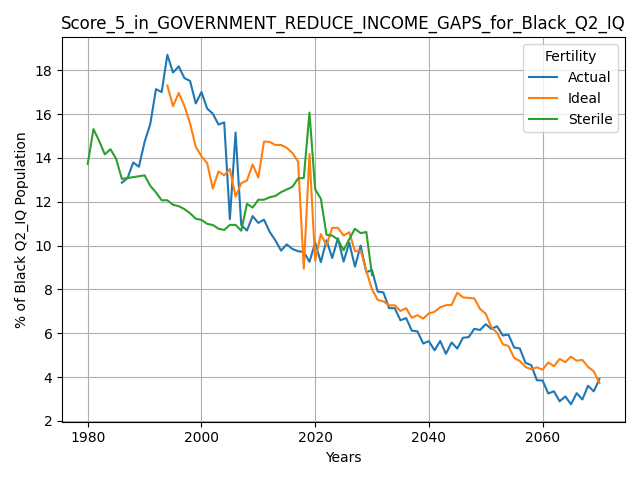 Score_5_in_GOVERNMENT_REDUCE_INCOME_GAPS_for_Black_Q2_IQ
Fertility
Actual
Ideal
Sterile
% of Black Q2_IQ Population
18
16
14
12
10
8
6
4
2
1980
2000
2020
2040
2060
Years